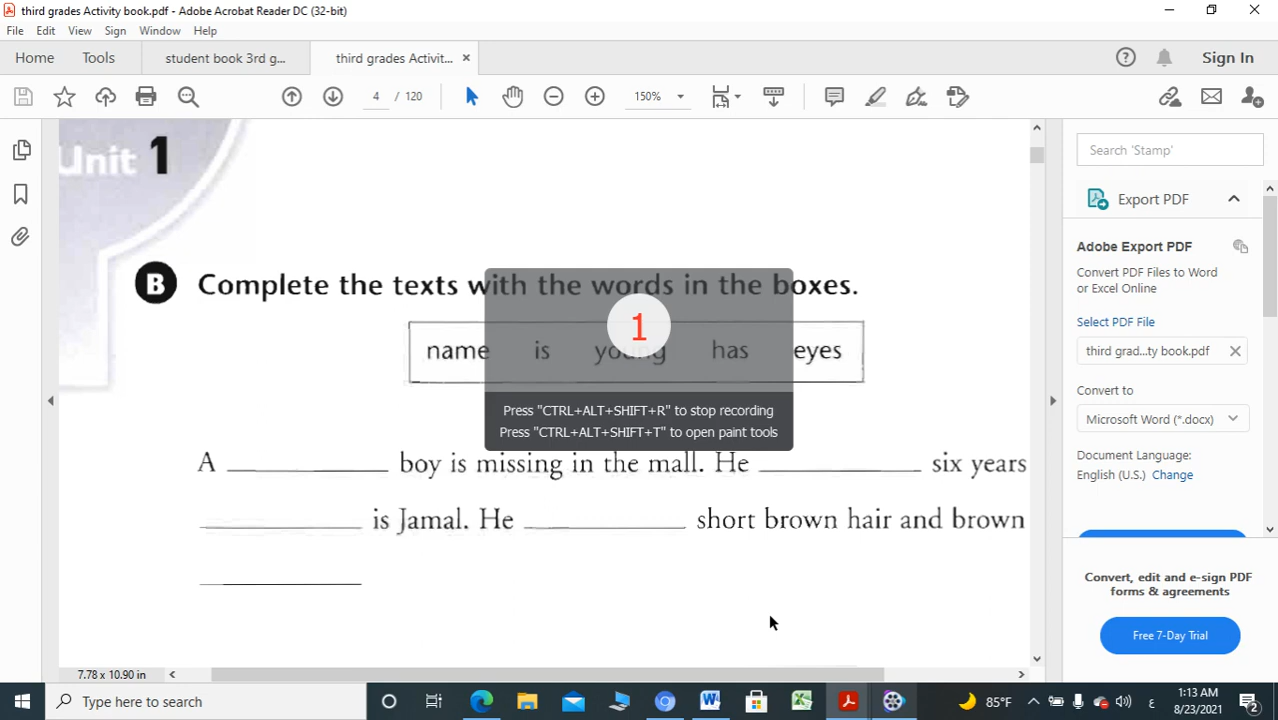 third grades Activity book.pdf - Adobe Acrobat Reader DC (32-bit)
File Edit View Sign Window Help
Home Tools student book 3rd g... third grades Activit... × Sign In
4 / 120 150%
Unit 1
B Complete the texts with the words in the boxes.
name is young has eyes
1
Press "CTRL+ALT+SHIFT+R" to stop recording
Press "CTRL+ALT+SHIFT+T" to open paint tools
A ____________ boy is missing in the mall. He ____________ six years
____________ is Jamal. He ____________ short brown hair and brown
____________
7.78 x 10.90 in
Search 'Stamp'
Export PDF
Adobe Export PDF
Convert PDF Files to Word
or Excel Online
Select PDF File
third grad...ty book.pdf
Convert to
Microsoft Word (*.docx)
Document Language:
English (U.S.) Change
Convert, edit and e-sign PDF
forms & agreements
Free 7-Day Trial
Type here to search
85°F ع 1:13 AM
8/23/2021 2